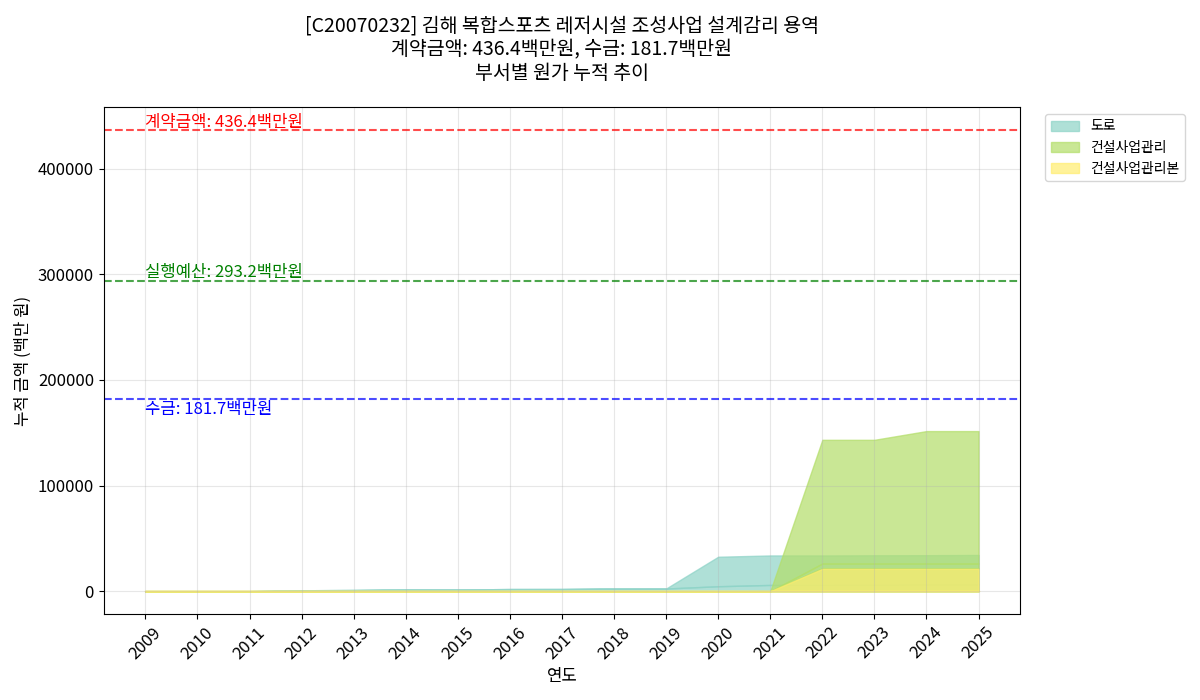 [C20070232] 김해 복합스포츠 레저시설 조성사업 설계감리 용역
계약금액: 436.4백만원, 수금: 181.7백만원
부서별 원가 누적 추이
계약금액: 436.4백만원
실행예산: 293.2백만원
수금: 181.7백만원
도로
건설사업관리
건설사업관리본
누적 금액 (백만 원)
400000
300000
200000
100000
0
2009
2010
2011
2012
2013
2014
2015
2016
2017
2018
2019
2020
2021
2022
2023
2024
2025
연도